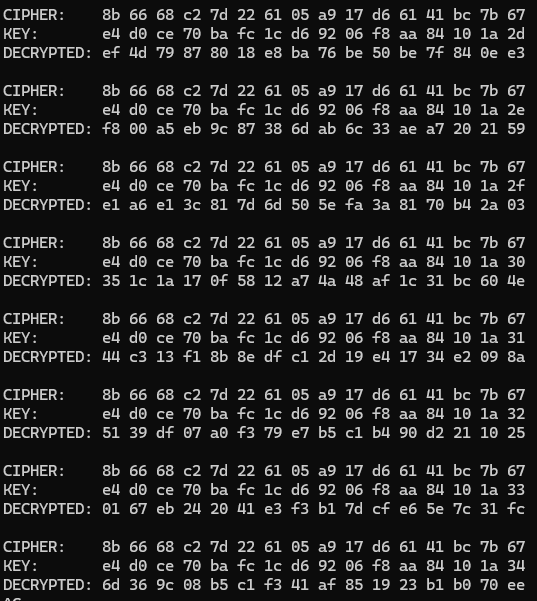 CIPHER: 8b 66 68 c2 7d 22 61 05 a9 17 d6 61 41 bc 7b 67
KEY: e4 d0 ce 70 ba fc 1c d6 92 06 f8 aa 84 10 1a 2d
DECRYPTED: ef 4d 79 87 80 18 e8 ba 76 be 50 be 7f 84 0e e3
CIPHER: 8b 66 68 c2 7d 22 61 05 a9 17 d6 61 41 bc 7b 67
KEY: e4 d0 ce 70 ba fc 1c d6 92 06 f8 aa 84 10 1a 2e
DECRYPTED: f8 00 a5 eb 9c 87 38 6d ab 6c 33 ae a7 20 21 59
CIPHER: 8b 66 68 c2 7d 22 61 05 a9 17 d6 61 41 bc 7b 67
KEY: e4 d0 ce 70 ba fc 1c d6 92 06 f8 aa 84 10 1a 2f
DECRYPTED: e1 a6 e1 3c 81 7d 6d 50 5e fa 3a 81 70 b4 2a 03
CIPHER: 8b 66 68 c2 7d 22 61 05 a9 17 d6 61 41 bc 7b 67
KEY: e4 d0 ce 70 ba fc 1c d6 92 06 f8 aa 84 10 1a 30
DECRYPTED: 35 1c 1a 17 0f 58 12 a7 4a 48 af 1c 31 bc 60 4e
CIPHER: 8b 66 68 c2 7d 22 61 05 a9 17 d6 61 41 bc 7b 67
KEY: e4 d0 ce 70 ba fc 1c d6 92 06 f8 aa 84 10 1a 31
DECRYPTED: 44 c3 13 f1 8b 8e df c1 2d 19 e4 17 34 e2 09 8a
CIPHER: 8b 66 68 c2 7d 22 61 05 a9 17 d6 61 41 bc 7b 67
KEY: e4 d0 ce 70 ba fc 1c d6 92 06 f8 aa 84 10 1a 32
DECRYPTED: 51 39 df 07 a0 f3 79 e7 b5 c1 b4 90 d2 21 10 25
CIPHER: 8b 66 68 c2 7d 22 61 05 a9 17 d6 61 41 bc 7b 67
KEY: e4 d0 ce 70 ba fc 1c d6 92 06 f8 aa 84 10 1a 33
DECRYPTED: 01 67 eb 24 20 41 e3 f3 b1 7d cf e6 5e 7c 31 fc
CIPHER: 8b 66 68 c2 7d 22 61 05 a9 17 d6 61 41 bc 7b 67
KEY: e4 d0 ce 70 ba fc 1c d6 92 06 f8 aa 84 10 1a 34
DECRYPTED: 6d 36 9c 08 b5 c1 f3 41 af 85 19 23 b1 b0 70 ee